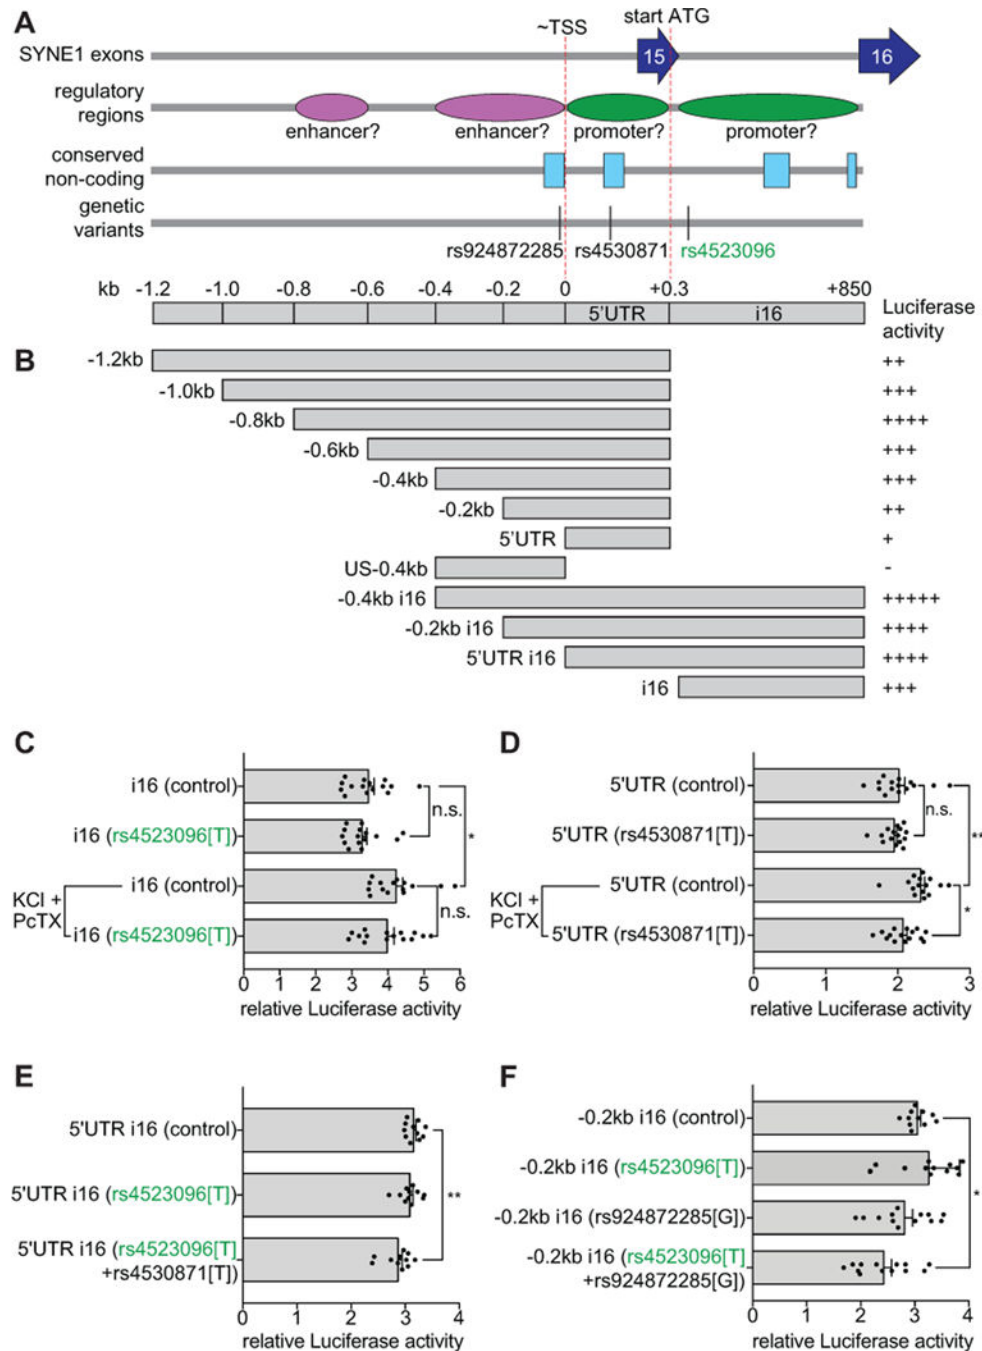 A
~TSS
start ATG
SYNE1 exons
15
16
regulatory
regions
enhancer?
enhancer?
promoter?
promoter?
conserved
non-coding
genetic
variants
rs924872285
rs4530871
rs4523096
kb
-1.2
-1.0
-0.8
-0.6
-0.4
-0.2
0
+0.3
+850
5'UTR
i16
Luciferase
activity
B
-1.2kb
++
-1.0kb
+++
-0.8kb
++++
-0.6kb
+++
-0.4kb
+++
-0.2kb
++
5'UTR
+
US-0.4kb
-
-0.4kb i16
+++++
-0.2kb i16
++++
5'UTR i16
++++
i16
+++
C
i16 (control)
i16 (rs4523096[T])
i16 (control)
i16 (rs4523096[T])
KCl +
PcTX
n.s.
*
n.s.
0 1 2 3 4 5 6
relative Luciferase activity
D
5'UTR (control)
5'UTR (rs4530871[T])
5'UTR (control)
5'UTR (rs4530871[T])
KCl +
PcTX
n.s.
**
*
0 1 2 3
relative Luciferase activity
E
5'UTR i16 (control)
5'UTR i16 (rs4523096[T])
5'UTR i16 (rs4523096[T]
+rs4530871[T])
**
0 1 2 3 4
relative Luciferase activity
F
-0.2kb i16 (control)
-0.2kb i16 (rs4523096[T])
-0.2kb i16 (rs924872285[G])
-0.2kb i16 (rs4523096[T]
+rs924872285[G])
*
0 1 2 3 4
relative Luciferase activity